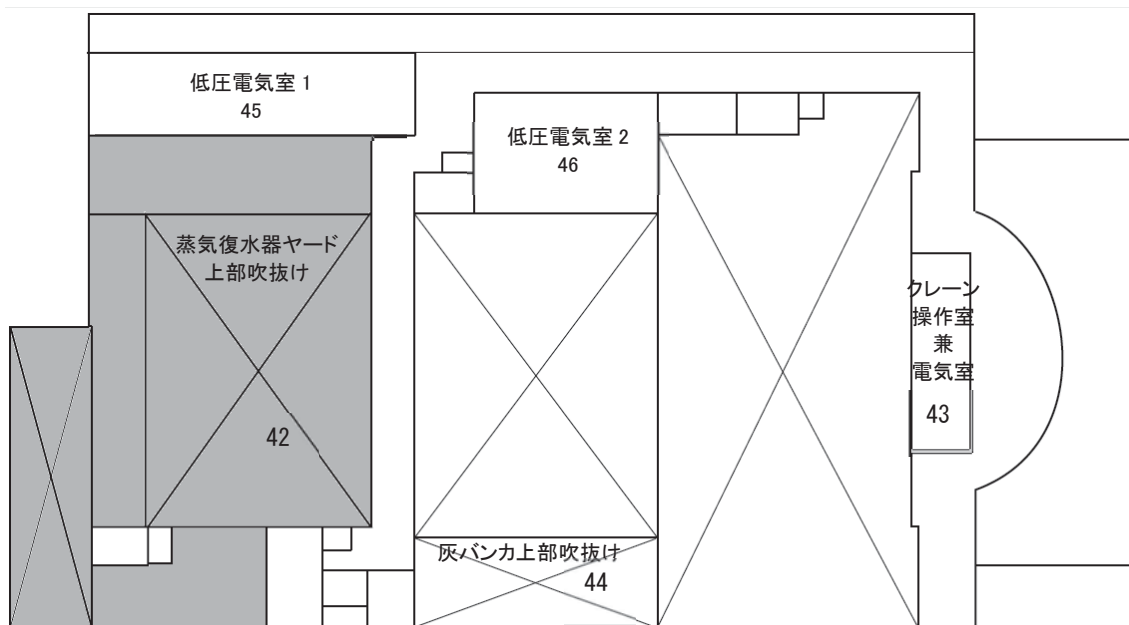 低圧電気室 1
45
低圧電気室 2
46
蒸気復水器ヤード
上部吹抜け
42
クレーン
操作室
兼
電気室
43
灰バンカ上部吹抜け
44